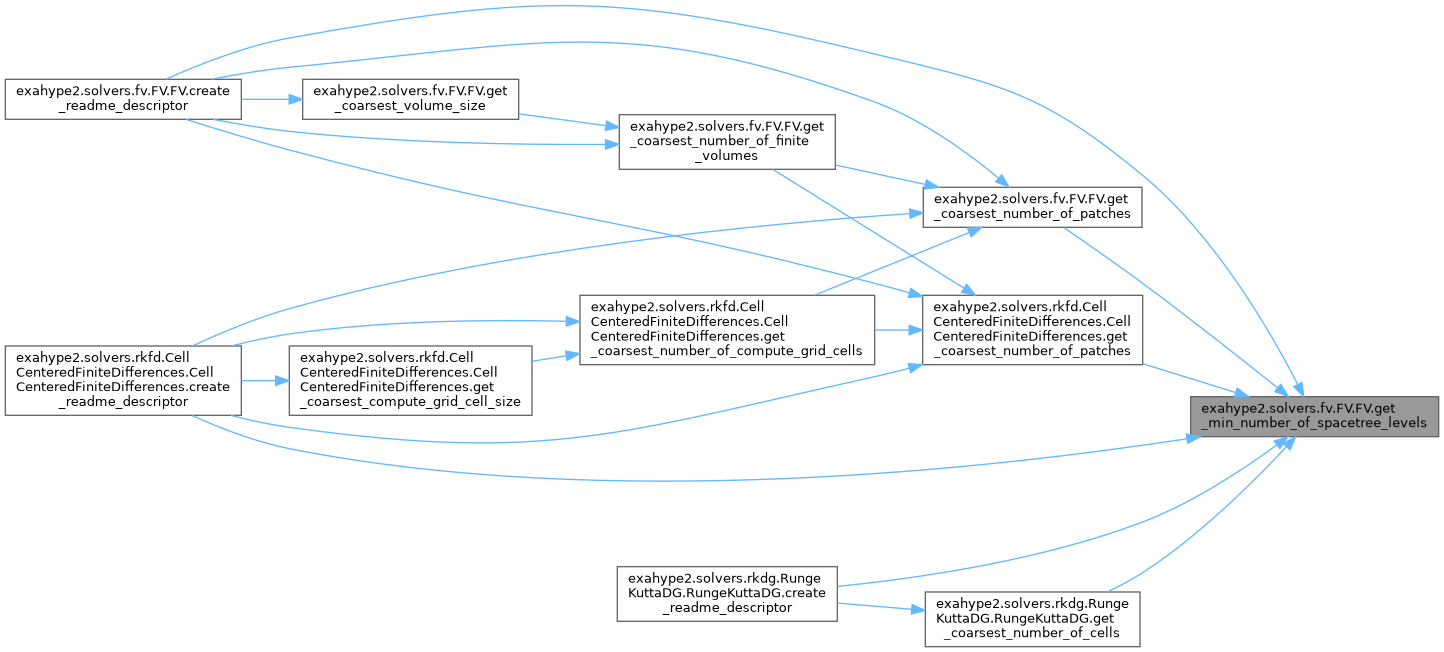 exahype2.solvers.fv.FV.FV.create
_readme_descriptor
exahype2.solvers.fv.FV.FV.get
_coarsest_volume_size
exahype2.solvers.fv.FV.FV.get
_coarsest_number_of_finite
_volumes
exahype2.solvers.fv.FV.FV.get
_coarsest_number_of_patches
exahype2.solvers.rkfd.Cell
CenteredFiniteDifferences.Cell
CenteredFiniteDifferences.get
_coarsest_number_of_compute_grid_cells
exahype2.solvers.rkfd.Cell
CenteredFiniteDifferences.Cell
CenteredFiniteDifferences.get
_coarsest_number_of_patches
exahype2.solvers.rkfd.Cell
CenteredFiniteDifferences.Cell
CenteredFiniteDifferences.create
_readme_descriptor
exahype2.solvers.rkfd.Cell
CenteredFiniteDifferences.Cell
CenteredFiniteDifferences.get
_coarsest_compute_grid_cell_size
exahype2.solvers.fv.FV.FV.get
_min_number_of_spacetree_levels
exahype2.solvers.rkdg.Runge
KuttaDG.RungeKuttaDG.create
_readme_descriptor
exahype2.solvers.rkdg.Runge
KuttaDG.RungeKuttaDG.get
_coarsest_number_of_cells